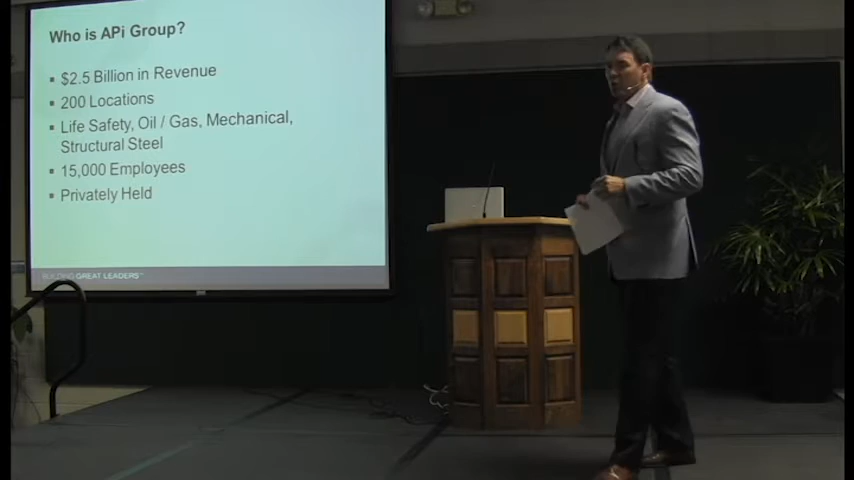 Who is APi Group?
▪ $2.5 Billion in Revenue
▪ 200 Locations
▪ Life Safety, Oil / Gas, Mechanical,
Structural Steel
▪ 15,000 Employees
▪ Privately Held
BUILDING GREAT LEADERS™